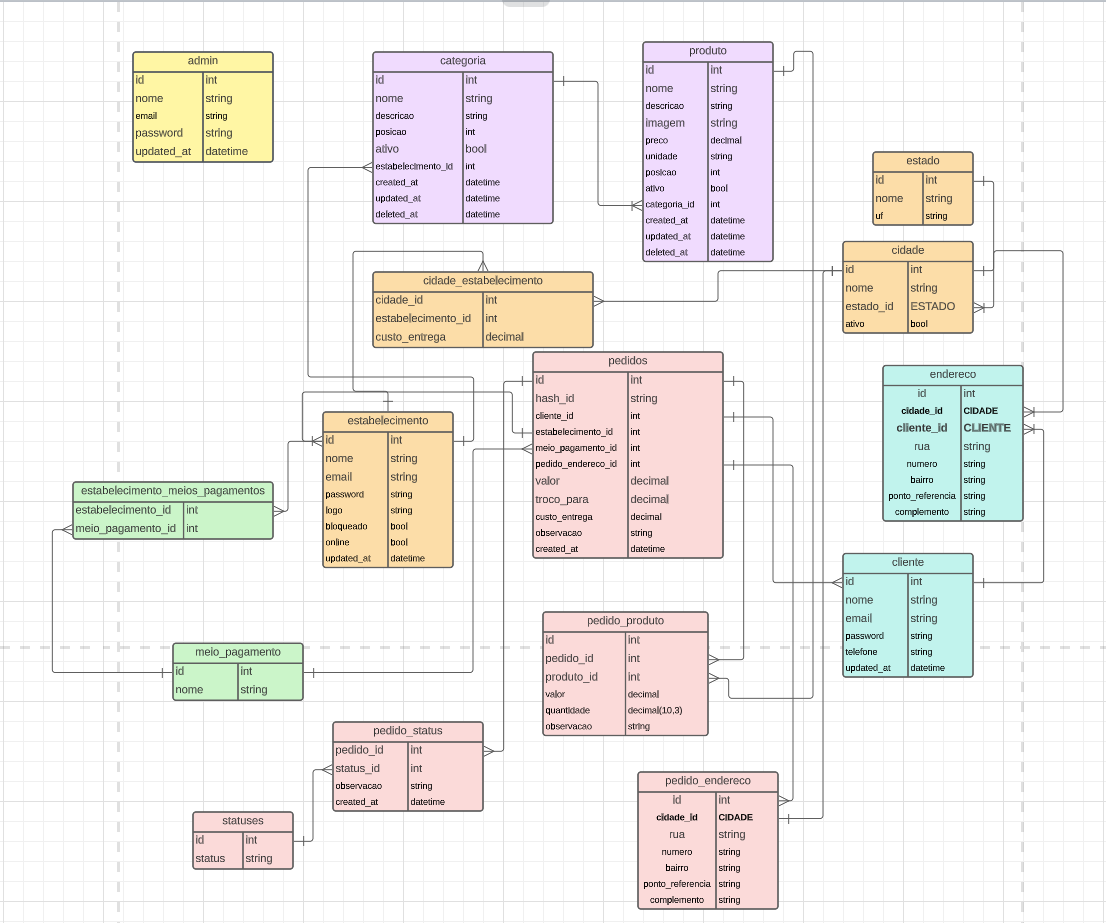 admin
id int
nome string
email string
password string
updated_at datetime
categoria
id int
nome string
descricao string
posicao int
ativo bool
estabelecimento_id int
created_at datetime
updated_at datetime
deleted_at datetime
produto
id int
nome string
descricao string
imagem string
preco decimal
unidade string
posicao int
ativo bool
categoria_id int
created_at datetime
updated_at datetime
deleted_at datetime
estado
id int
nome string
uf string
cidade
id int
nome string
estado_id ESTADO
ativo bool
cidade_estabelecimento
cidade_id int
estabelecimento_id int
custo_entrega decimal
pedidos
id int
hash_id string
cliente_id int
estabelecimento_id int
meio_pagamento_id int
pedido_endereco_id int
valor decimal
troco_para decimal
custo_entrega decimal
observacao string
created_at datetime
endereco
id int
cidade_id CIDADE
cliente_id CLIENTE
rua string
numero string
bairro string
ponto_referencia string
complemento string
estabelecimento
id int
nome string
email string
password string
logo string
bloqueado bool
online bool
updated_at datetime
estabelecimento_meios_pagamentos
estabelecimento_id int
meio_pagamento_id int
cliente
id int
nome string
email string
password string
telefone string
updated_at datetime
pedido_produto
id int
pedido_id int
produto_id int
valor decimal
quantidade decimal(10,3)
observacao string
meio_pagamento
id int
nome string
pedido_status
pedido_id int
status_id int
observacao string
created_at datetime
pedido_endereco
id int
cidade_id CIDADE
rua string
numero string
bairro string
ponto_referencia string
complemento string
statuses
id int
status string